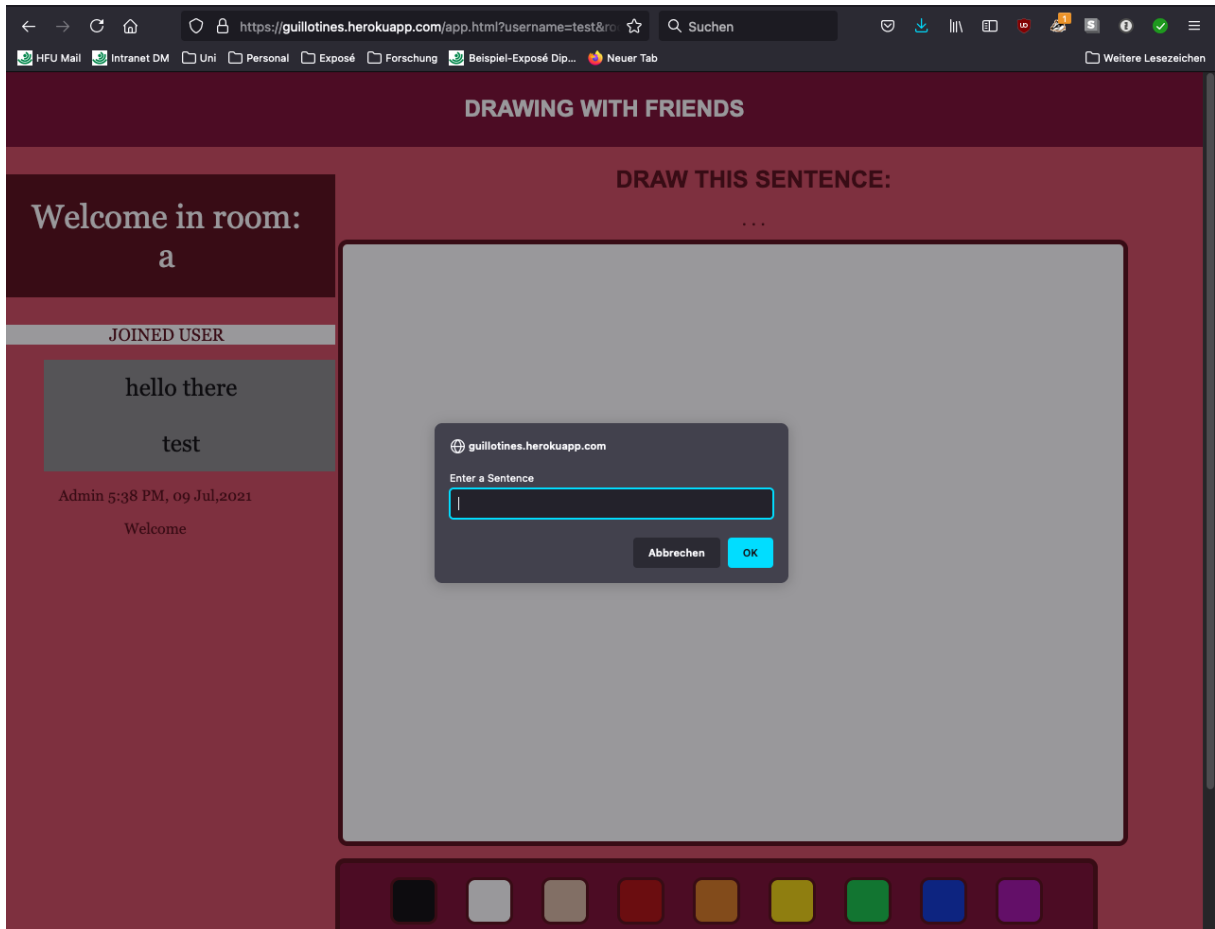 https://guillotines.herokuapp.com/app.html?username=test&ro
Suchen
HFU Mail
Intranet DM
Uni
Personal
Exposé
Forschung
Beispiel-Exposé Dip...
Neuer Tab
Weitere Lesezeichen
DRAWING WITH FRIENDS
Welcome in room:
a
JOINED USER
hello there
test
Admin 5:38 PM, 09 Jul,2021
Welcome
DRAW THIS SENTENCE:
...
guillotines.herokuapp.com
Enter a Sentence
Abbrechen
OK